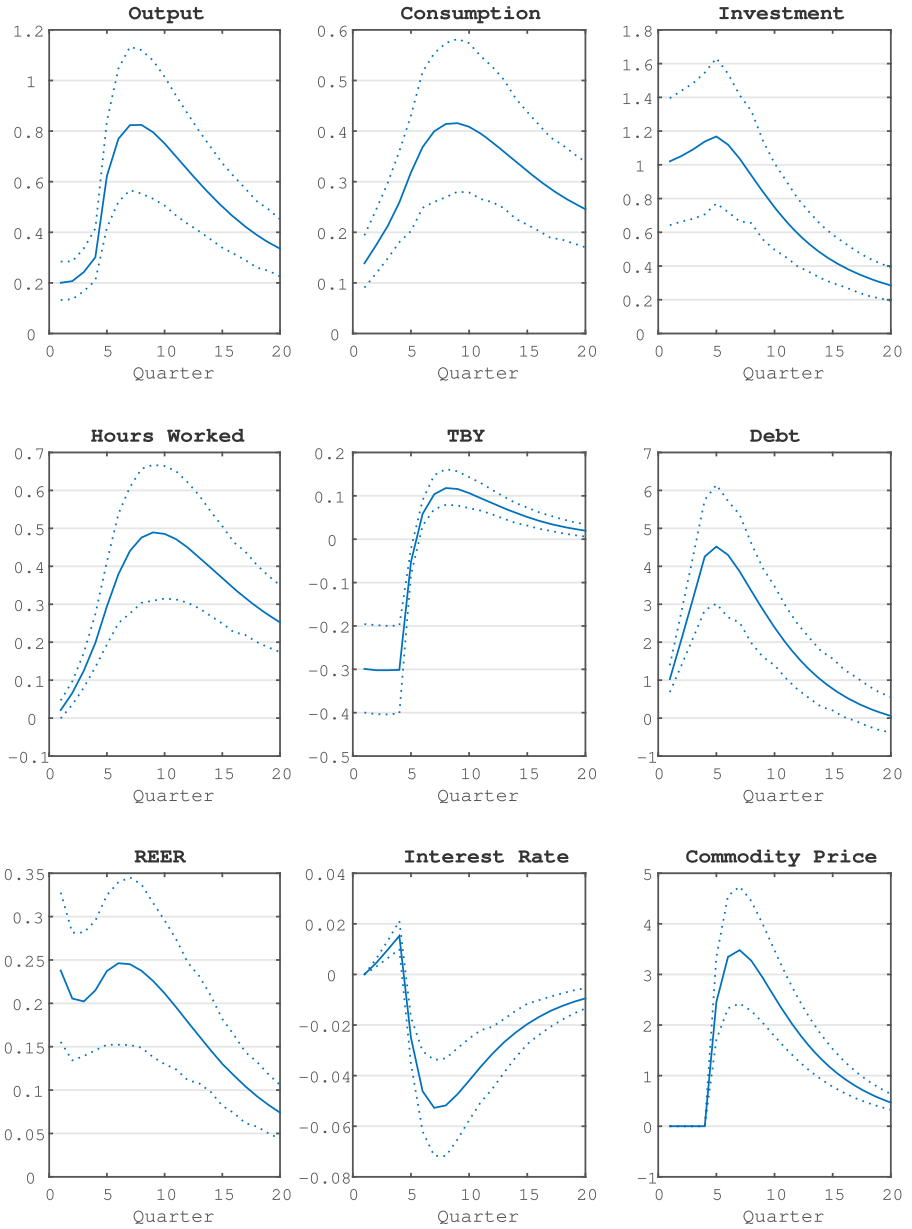 Output Consumption Investment
1.2 0.6 1.8
1 0.5 1.6
0.8 0.4 1.4
0.6 0.3 1.2
0.4 0.2 1
0.2 0.1 0.8
0 0 0.6
0.4
0.2
0
0 5 10 15 20 0 5 10 15 20 0 5 10 15 20
Quarter Quarter Quarter
Hours Worked TBY Debt
0.7 0.2 7
0.6 0.1 6
0.5 0 5
0.4 -0.1 4
0.3 -0.2 3
0.2 -0.3 2
0.1 -0.4 1
0 -0.5 0
-0.1 -1
0 5 10 15 20 0 5 10 15 20 0 5 10 15 20
Quarter Quarter Quarter
REER Interest Rate Commodity Price
0.35 0.04 5
0.3 0.02 4
0.25 0 3
0.2 -0.02 2
0.15 -0.04 1
0.1 -0.06 0
0.05 -0.08 -1
0
0 5 10 15 20 0 5 10 15 20 0 5 10 15 20
Quarter Quarter Quarter